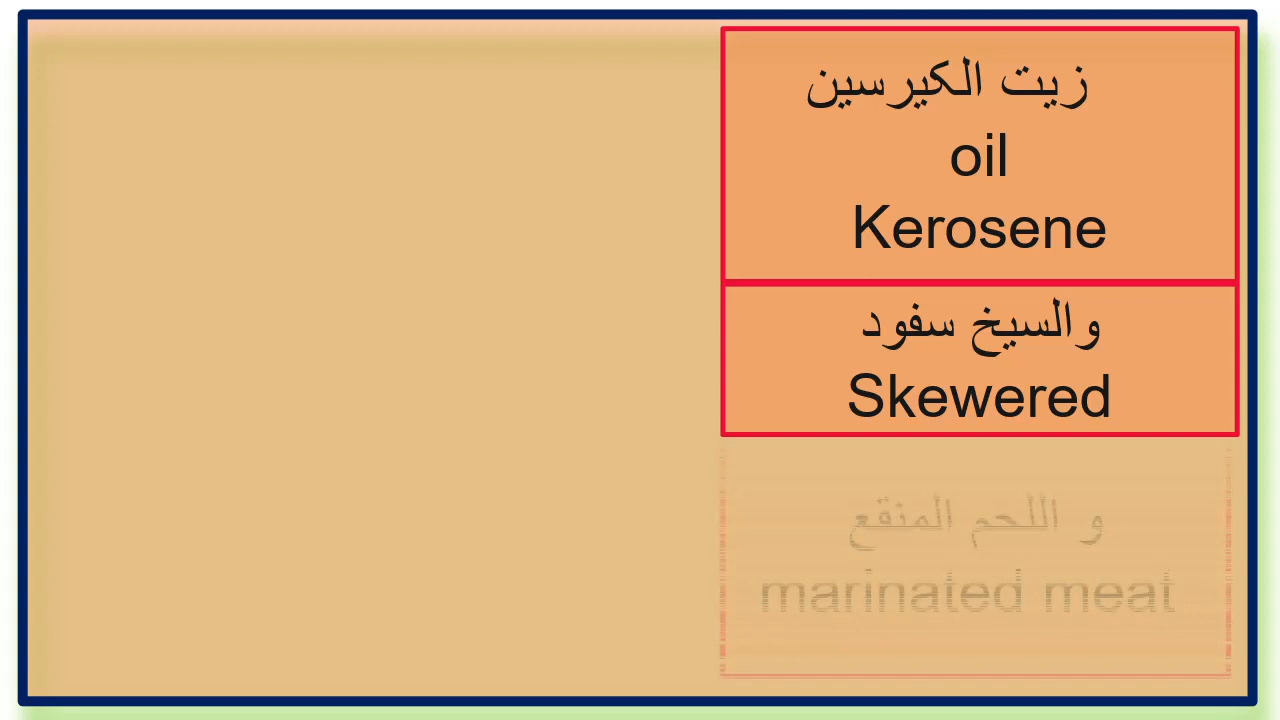 زيت الكيرسين
oil
Kerosene
والسيخ سفود
Skewered
و اللحم المنقع
marinated meat